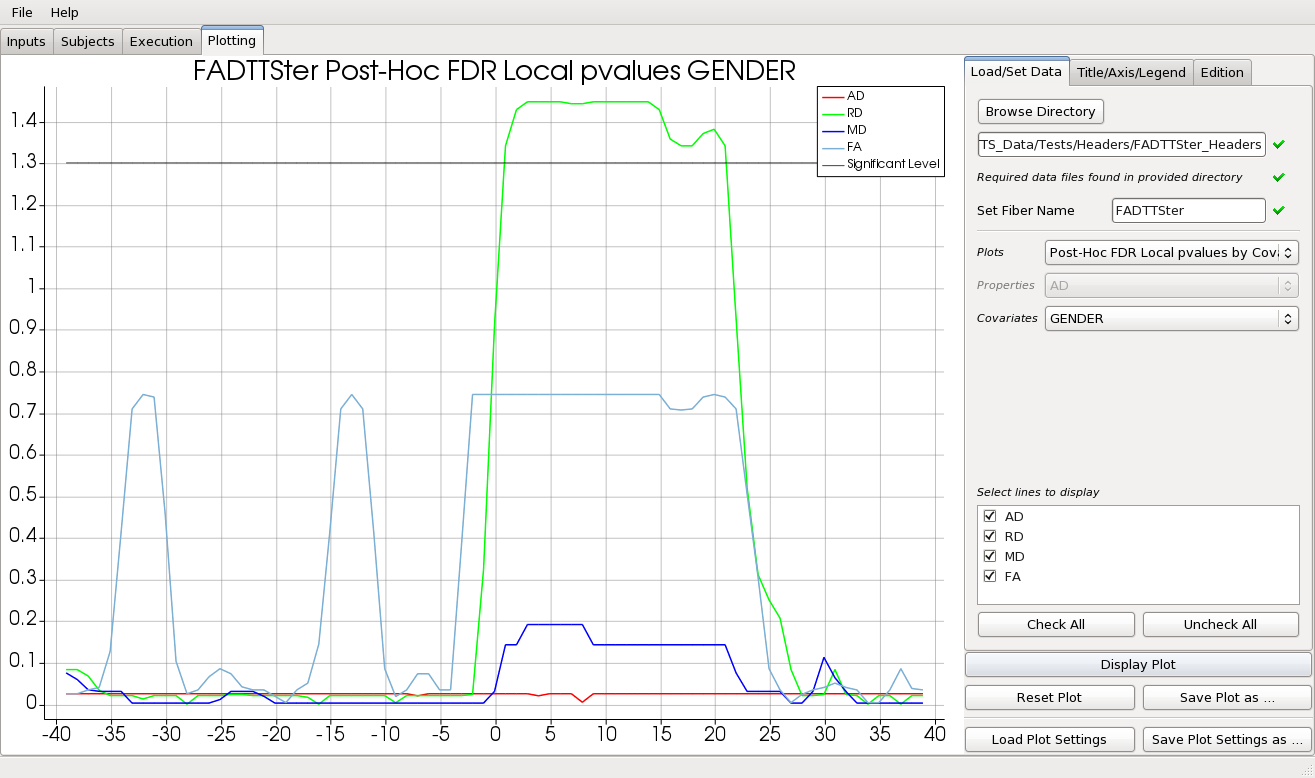 File Help
Inputs Subjects Execution Plotting
FADTTSter Post-Hoc FDR Local pvalues GENDER
AD
RD
MD
FA
Significant Level
1.4
1.3
1.2
1.1
1
0.9
0.8
0.7
0.6
0.5
0.4
0.3
0.2
0.1
0
-40 -35 -30 -25 -20 -15 -10 -5 0 5 10 15 20 25 30 35 40
Load/Set Data Title/Axis/Legend Edition
Browse Directory
TS_Data/Tests/Headers/FADTTSter_Headers
Required data files found in provided directory
Set Fiber Name FADTTSter
Plots Post-Hoc FDR Local pvalues by Cova
Properties AD
Covariates GENDER
Select lines to display
AD
RD
MD
FA
Check All Uncheck All
Display Plot
Reset Plot Save Plot as ...
Load Plot Settings Save Plot Settings as ...